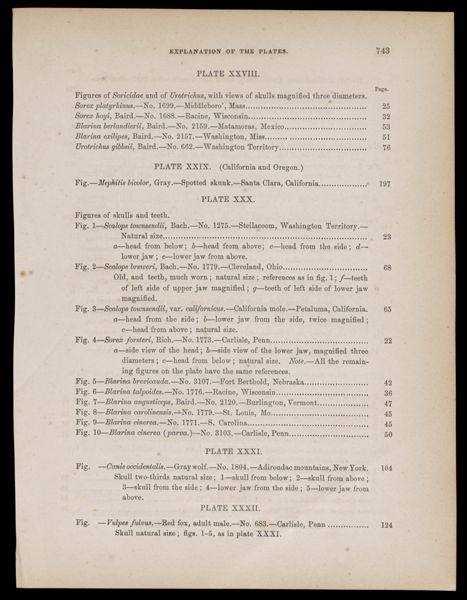 EXPLANATION OF THE PLATES. 743
PLATE XXVIII.
Page.
Figures of Soricidae and of Urotrichus, with views of skulls magnified three diameters.
Sorex platyrhinus.—No. 1699.—Middleboro', Mass........ 25
Sorex hoyi, Baird.—No. 1688.—Racine, Wisconsin........ 32
Blarina berlandierii, Baird.—No. 2159.—Matamoras, Mexico........ 53
Blarina exilipes, Baird.—No. 2157.—Washington, Miss........ 51
Urotrichus gibbsii, Baird.—No. 662.—Washington Territory........ 76
PLATE XXIX. (California and Oregon.)
Fig.—Mephitis bicolor, Gray.—Spotted skunk.—Santa Clara, California........ 197
PLATE XXX.
Figures of skulls and teeth.
Fig. 1—Scalops townsendii, Bach.—No. 1275.—Steilacoom, Washington Territory.—
Natural size........ 23
a—head from below; b—head from above; c—head from the side; d—
lower jaw; e—lower jaw from above.
Fig. 2—Scalops breweri, Bach.—No. 1779.—Cleveland, Ohio........ 68
Old, and teeth, much worn; natural size; references as in fig. 1; f—teeth
of left side of upper jaw magnified; g—teeth of left side of lower jaw
magnified.
Fig. 3—Scalops townsendii, var. californicus.—California mole.—Petaluma, California. 65
a—head from the side; b—lower jaw from the side, twice magnified;
c—head from above; natural size.
Fig. 4—Sorex forsteri, Rich.—No. 1773.—Carlisle, Penn........ 22
a—side view of the head; b—side view of the lower jaw, magnified three
diameters; c—head from below; natural size. Note.—All the remain-
ing figures on the plate have the same references.
Fig. 5—Blarina brevicauda.—No. 3107.—Fort Berthold, Nebraska........ 42
Fig. 6—Blarina talpoides.—No. 1776.—Racine, Wisconsin........ 36
Fig. 7—Blarina angusticeps, Baird.—No. 2120.—Burlington, Vermont........ 47
Fig. 8—Blarina carolinensis.—No. 1779.—St. Louis, Mo........ 45
Fig. 9—Blarina cinerea.—No. 1771.—S. Carolina........ 45
Fig. 10—Blarina cinerea (parva.)—No. 3103.—Carlisle, Penn........ 50
PLATE XXXI.
Fig. —Canis occidentalis.—Gray wolf.—No. 1804.—Adirondac mountains, New York. 104
Skull two-thirds natural size; 1—skull from below; 2—skull from above;
3—skull from the side; 4—lower jaw from the side; 5—lower jaw from
above.
PLATE XXXII.
Fig. —Vulpes fulvus.—Red fox, adult male.—No. 683.—Carlisle, Penn ........ 124
Skull natural size; figs. 1–5, as in plate XXXI.